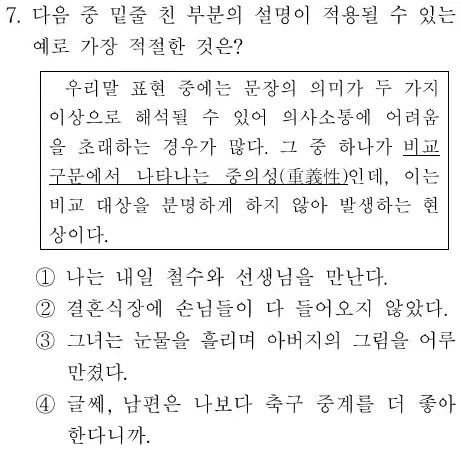 7. 다음 중 밑줄 친 부분의 설명이 적용될 수 있는
예로 가장 적절한 것은?
우리말 표현 중에는 문장의 의미가 두 가지
이상으로 해석될 수 있어 의사소통에 어려움
을 초래하는 경우가 많다. 그 중 하나가 비교
구문에서 나타나는 중의성(重義性)인데, 이는
비교 대상을 분명하게 하지 않아 발생하는 현
상이다.
① 나는 내일 철수와 선생님을 만난다.
② 결혼식장에 손님들이 다 들어오지 않았다.
③ 그녀는 눈물을 흘리며 아버지의 그림을 어루
만졌다.
④ 글쎄, 남편은 나보다 축구 중계를 더 좋아
한다니까.